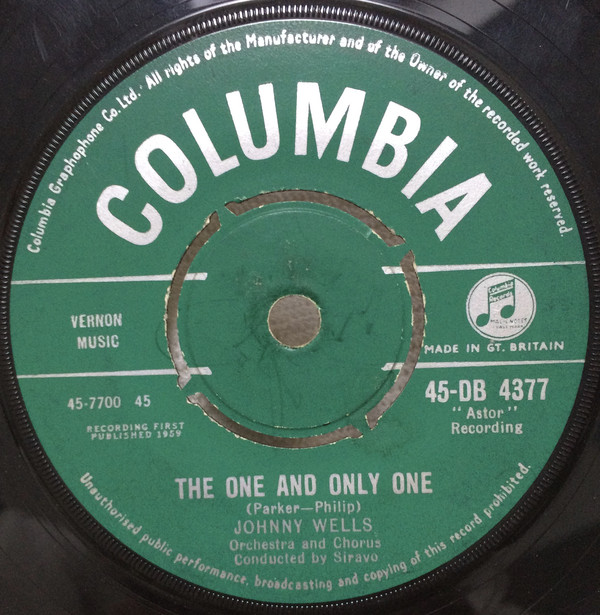 Columbia Graphophone Co. Ltd. All rights of the Manufacturer and of the Owner of the recorded work reserved.
COLUMBIA
VERNON
MUSIC
Columbia
Records
MADE IN GT. BRITAIN
45-7700 45
RECORDING FIRST
PUBLISHED 1959
45-DB 4377
"Astor"
Recording
THE ONE AND ONLY ONE
(Parker—Philip)
JOHNNY WELLS
Orchestra and Chorus
Conducted by Siravo
Unauthorised public performance, broadcasting and copying of this record prohibited.